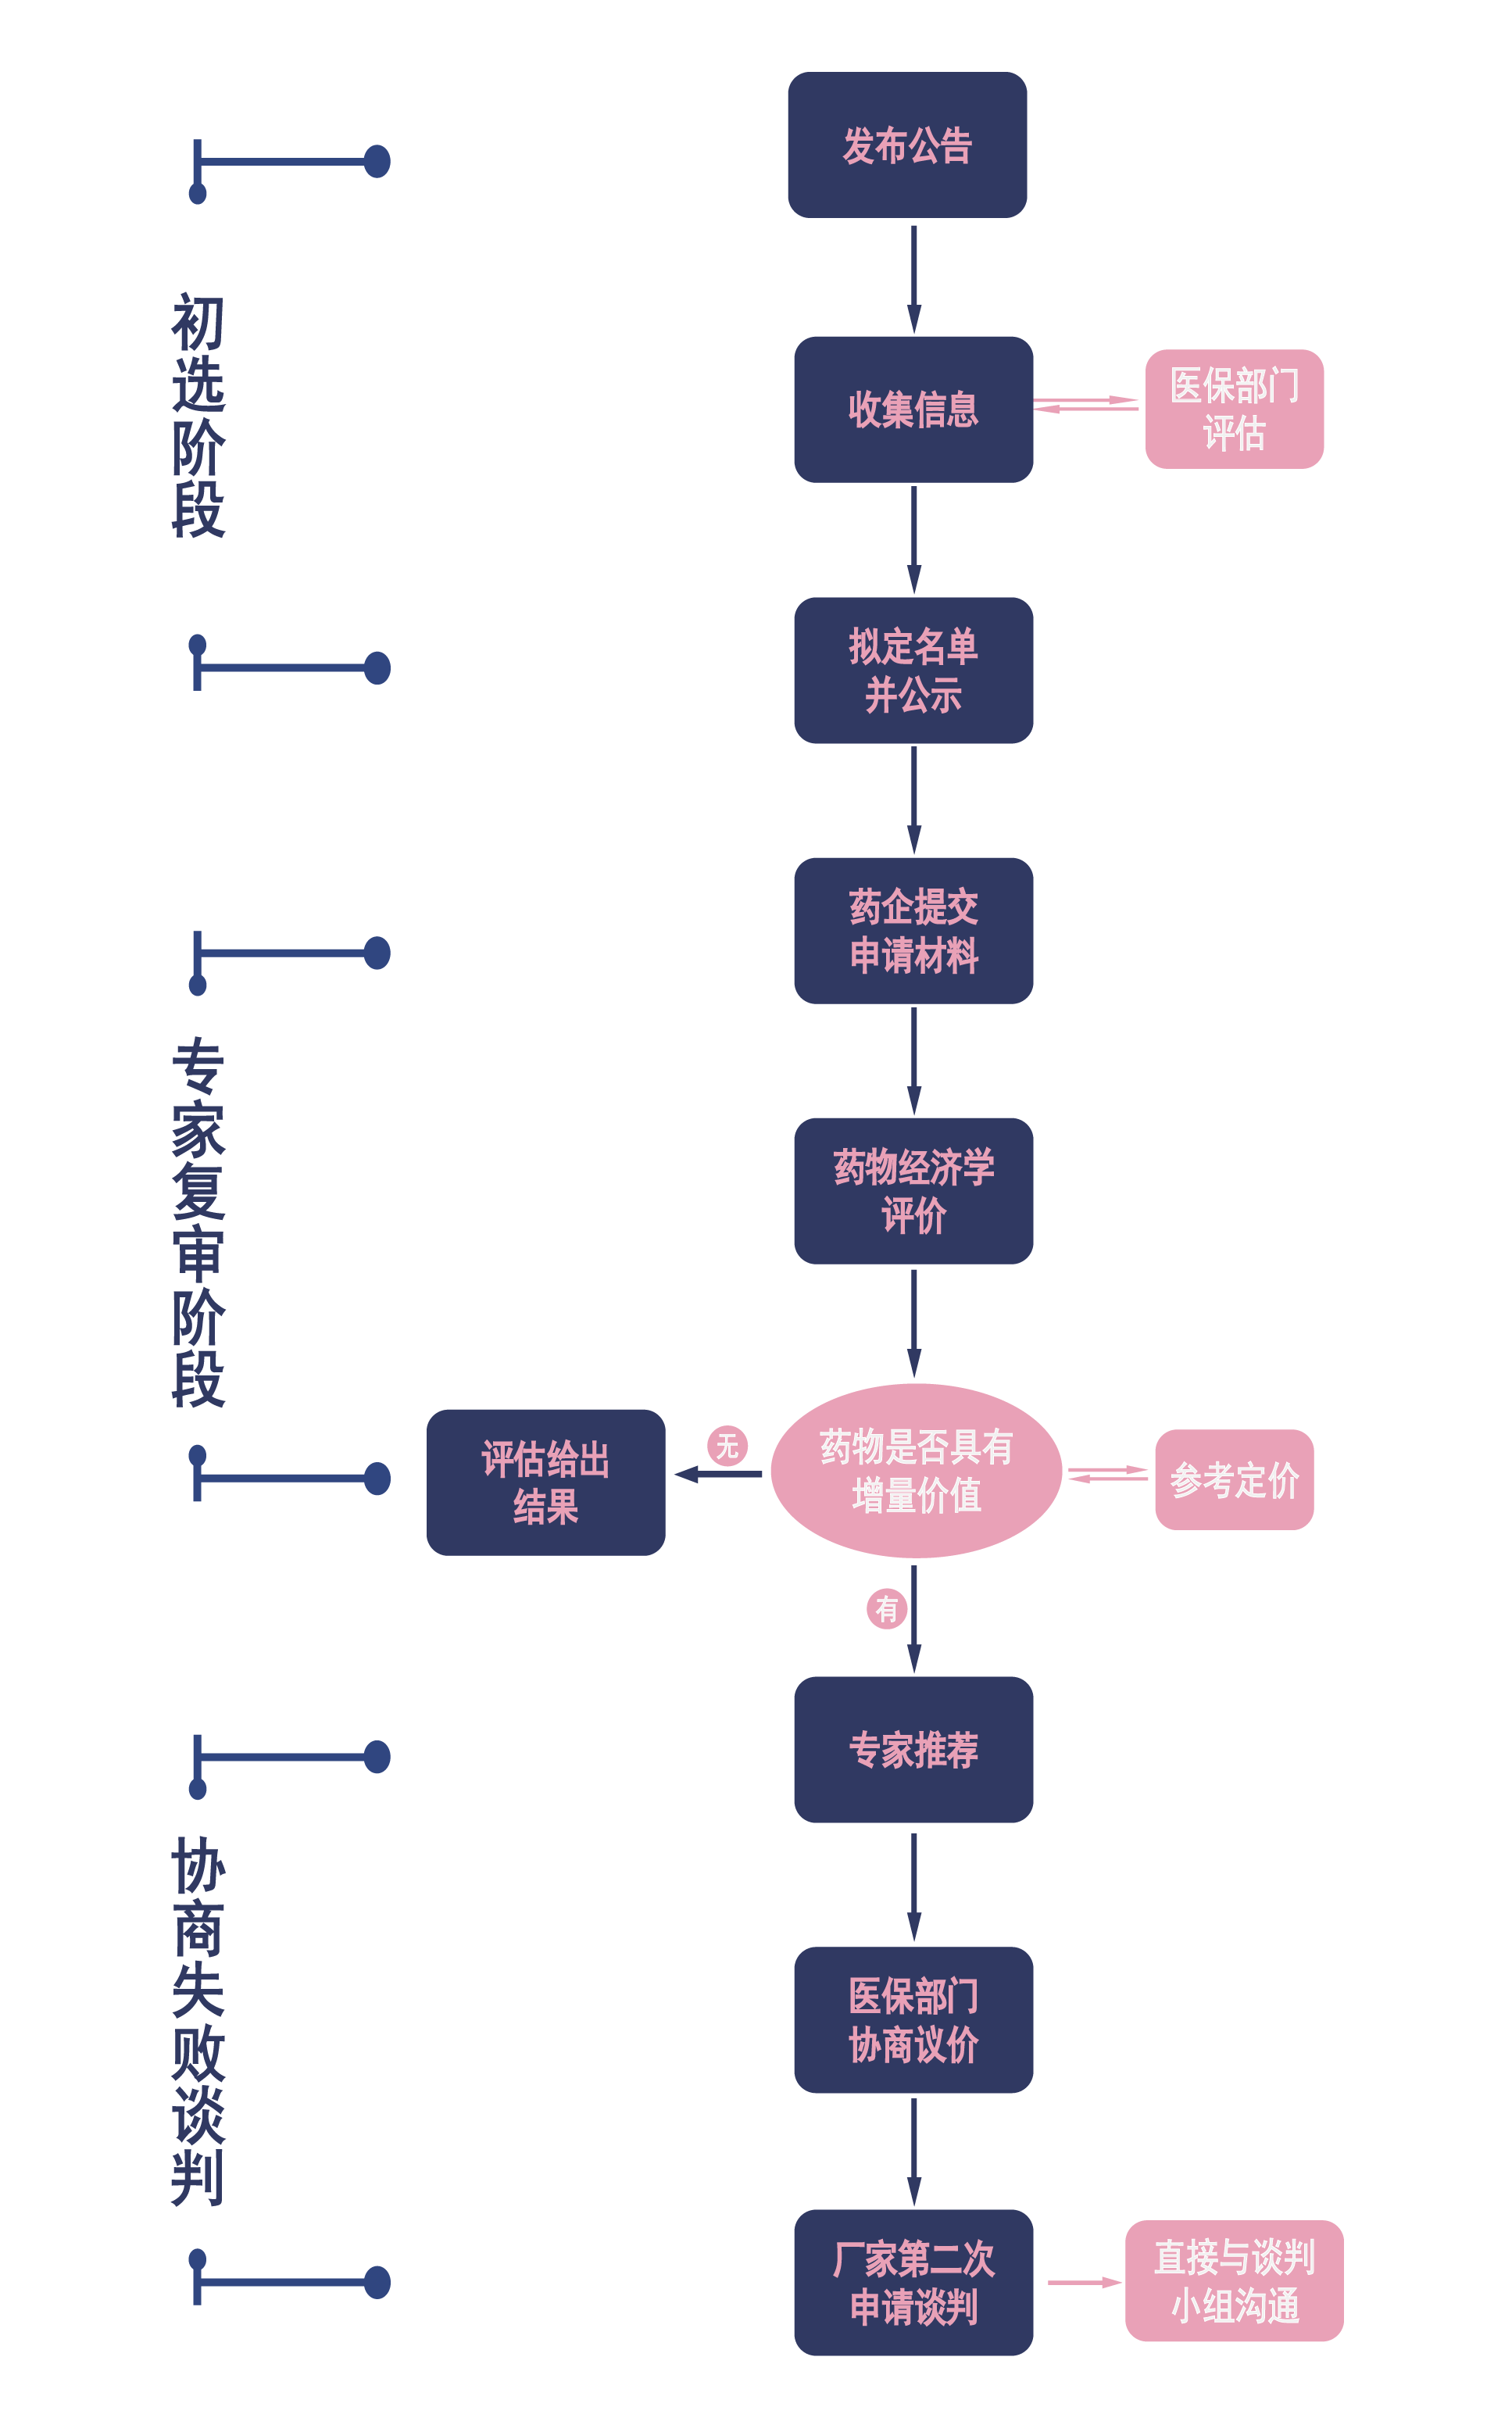 发布公告
初选阶段
收集信息
医保部门
评估
拟定名单
并公示
药企提交
申请材料
专家复审阶段
药物经济学
评价
药物是否具有
增量价值
无
评估给出
结果
参考定价
有
专家推荐
协商失败谈判
医保部门
协商议价
厂家第二次
申请谈判
直接与谈判
小组沟通